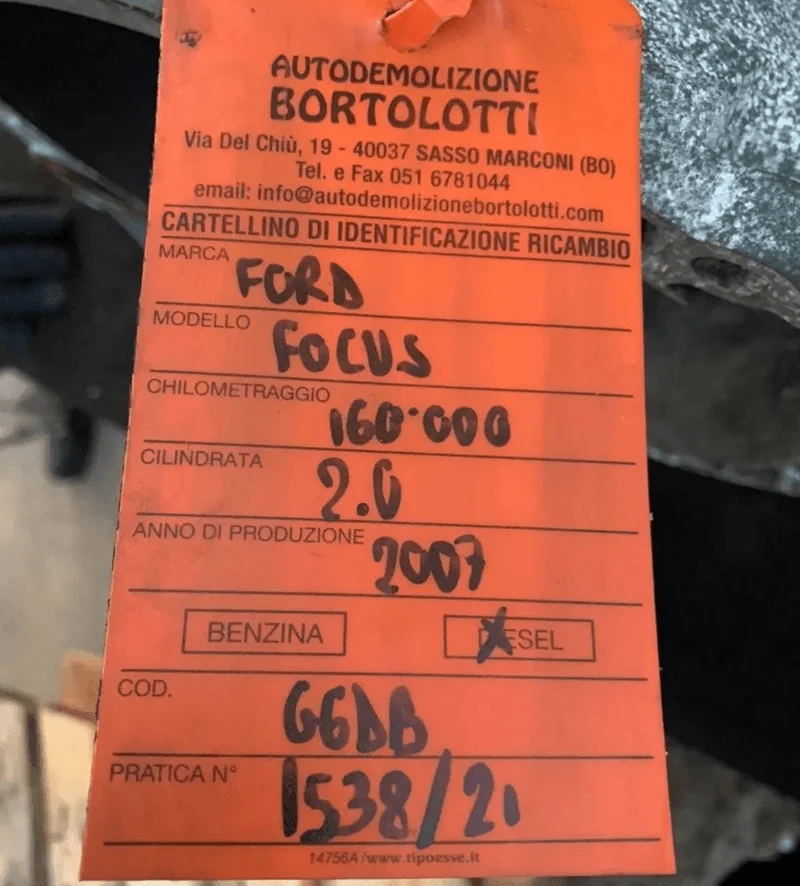 AUTODEMOLIZIONE
BORTOLOTTI
Via Del Chiù, 19 - 40037 SASSO MARCONI (BO)
Tel. e Fax 051 6781044
email: info@autodemolizionebortolotti.com
CARTELLINO DI IDENTIFICAZIONE RICAMBIO
MARCA FORD
MODELLO FOCUS
CHILOMETRAGGIO 160.000
CILINDRATA 2.0
ANNO DI PRODUZIONE 2007
BENZINA DIESEL
COD. G6DB
PRATICA N° 1538/21
14756A/www.tipoesse.it